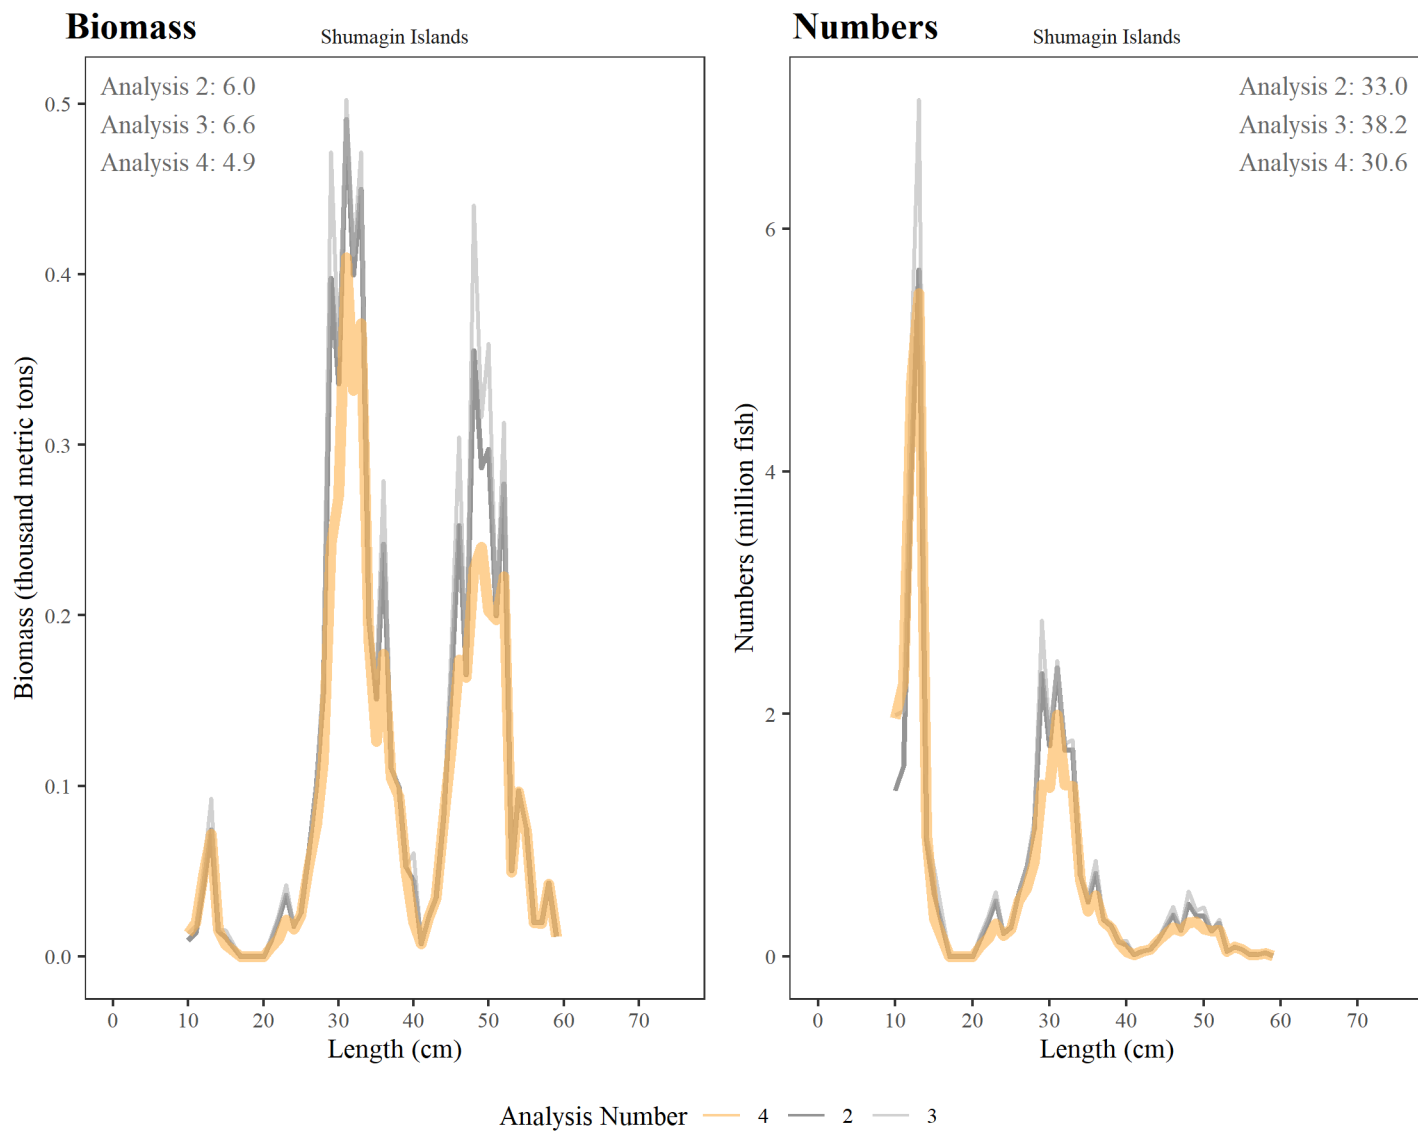 Biomass
Shumagin Islands
Analysis 2: 6.0
Analysis 3: 6.6
Analysis 4: 4.9
Biomass (thousand metric tons)
0.5
0.4
0.3
0.2
0.1
0.0
0 10 20 30 40 50 60 70
Length (cm)
Numbers
Shumagin Islands
Analysis 2: 33.0
Analysis 3: 38.2
Analysis 4: 30.6
Numbers (million fish)
6
4
2
0
0 10 20 30 40 50 60 70
Length (cm)
Analysis Number 4 2 3